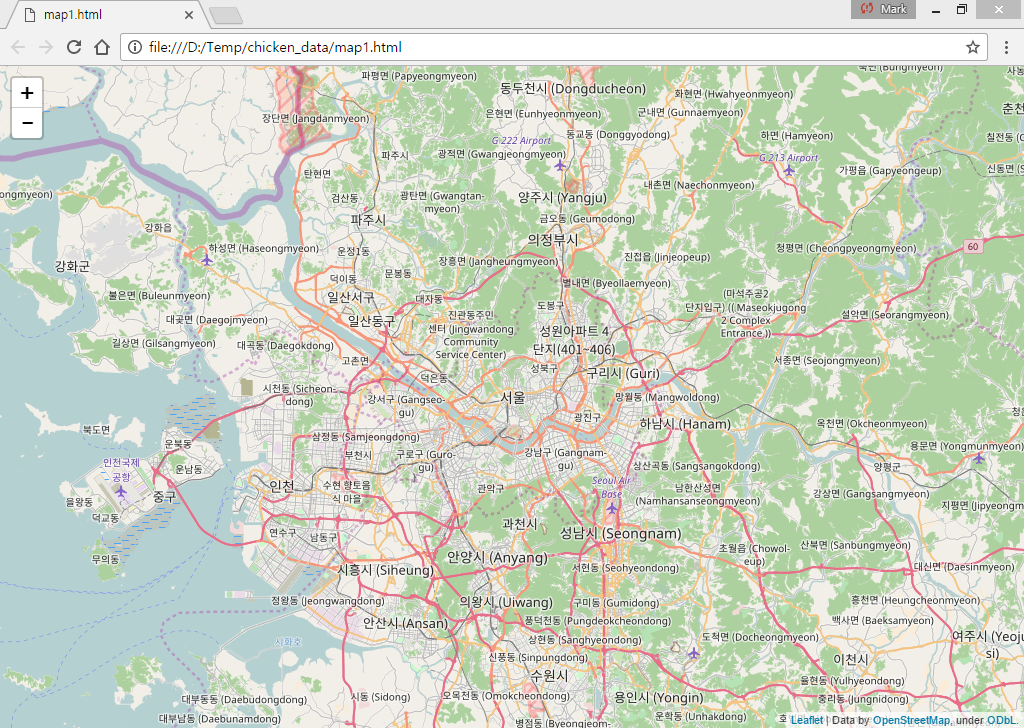 map1.html
Mark
file:///D:/Temp/chicken_data/map1.html
+
−
파평면 (Papyeongmyeon)
동두천시 (Dongducheon)
화현면 (Hwahyeonmyeon)
은현면 (Eunhyeonmyeon)
군내면 (Gunnaemyeon)
장단면 (Jangdanmyeon)
동교동 (Donggyodong)
하면 (Hamyeon)
G 222 Airport
파주시
광적면 (Gwangjeongmyeon)
G 213 Airport
가평읍 (Gapyeongeup)
탄현면
내촌면 (Naechonmyeon)
검산동
광탄면 (Gwangtan-
myeon)
양주시 (Yangju)
파주시
금오동 (Geumodong)
강화읍
의정부시
하성면 (Haseongmyeon)
운정1동
청평면 (Cheongpyeongmyeon)
60
장흥면 (Jangheungmyeon)
진접읍 (Jinjeopeup)
강화군
문봉동
덕이동
별내면 (Byeollaemyeon)
불은면 (Buleunmyeon)
일산서구
대자동
도봉구
(마석주공2
단지입구) (( Maseokjugong
2 Complex
Entrance ))
설악면 (Seorangmyeon)
대곶면 (Daegojmyeon)
일산동구
진관동주민
센터 (Jingwandong
Community
Service Center)
성원아파트 4
단지(401~406)
길상면 (Gilsangmyeon)
대곡동 (Daegokdong)
고촌면
서종면 (Seojongmyeon)
성북구
구리시 (Guri)
덕은동
시천동 (Sicheon-
dong)
강서구 (Gangseo-
gu)
서울
망월동 (Mangwoldong)
광진구
하남시 (Hanam)
옥천면 (Okcheonmyeon)
북도면
삼정동 (Samjeongdong)
운북동
용문면 (Yongmunmyeon)
부천시
구로구 (Guro-
gu)
강남구 (Gangnam-
gu)
인천국제
공항
운남동
상산곡동 (Sangsangokdong)
양평군
Seoul Air
Base
인천
수현 향토음
식 마을
관악구
남한산성면
(Namhansanseongmyeon)
강상면 (Gangsangmyeon)
중구
을왕동
덕교동
과천시
연수구
남동구
성남시 (Seongnam)
산북면 (Sanbungmyeon)
초월읍 (Chowol-
eup)
무의동
안양시 (Anyang)
시흥시 (Siheung)
서현동 (Seohyeondong)
대신면 (Daesinmyeon)
정왕동 (Jeongwangdong)
의왕시 (Uiwang)
구미동 (Gumidong)
흥천면 (Heungcheonmyeon)
안산시 (Ansan)
풍덕천동 (Pungdeokcheondong)
백사면 (Baeksamyeon)
시화호
상현동 (Sanghyeondong)
도척면 (Docheongmyeon)
여주시 (Yeoju-
si)
신풍동 (Sinpungdong)
이천시
수원시
율현동 (Yulhyeondong)
대부동동 (Daebudongdong)
시동 (Sidong)
오목천동 (Omokcheondong)
용인시 (Yongin)
중리동 (Jungnidong)
대부남동 (Daebunamdong)
운학동 (Unhakdong)
Leaflet | Data by OpenStreetMap, under ODbL.